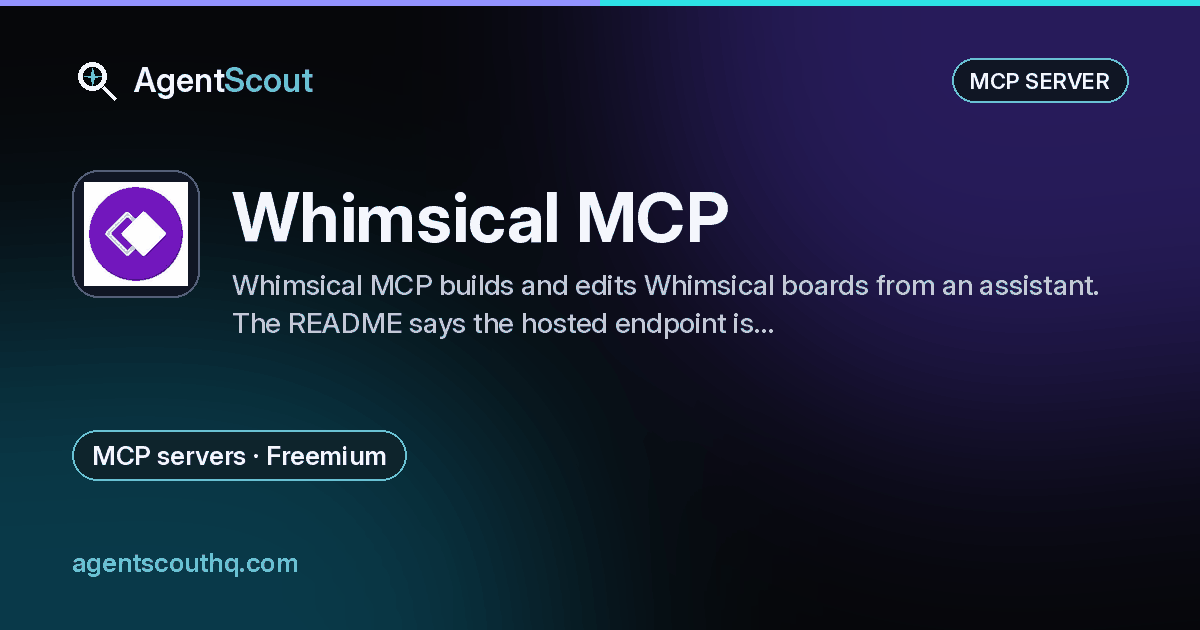 AgentScout
MCP SERVER
Whimsical MCP
Whimsical MCP builds and edits Whimsical boards from an assistant.
The README says the hosted endpoint is...
MCP servers · Freemium
agentscouthq.com